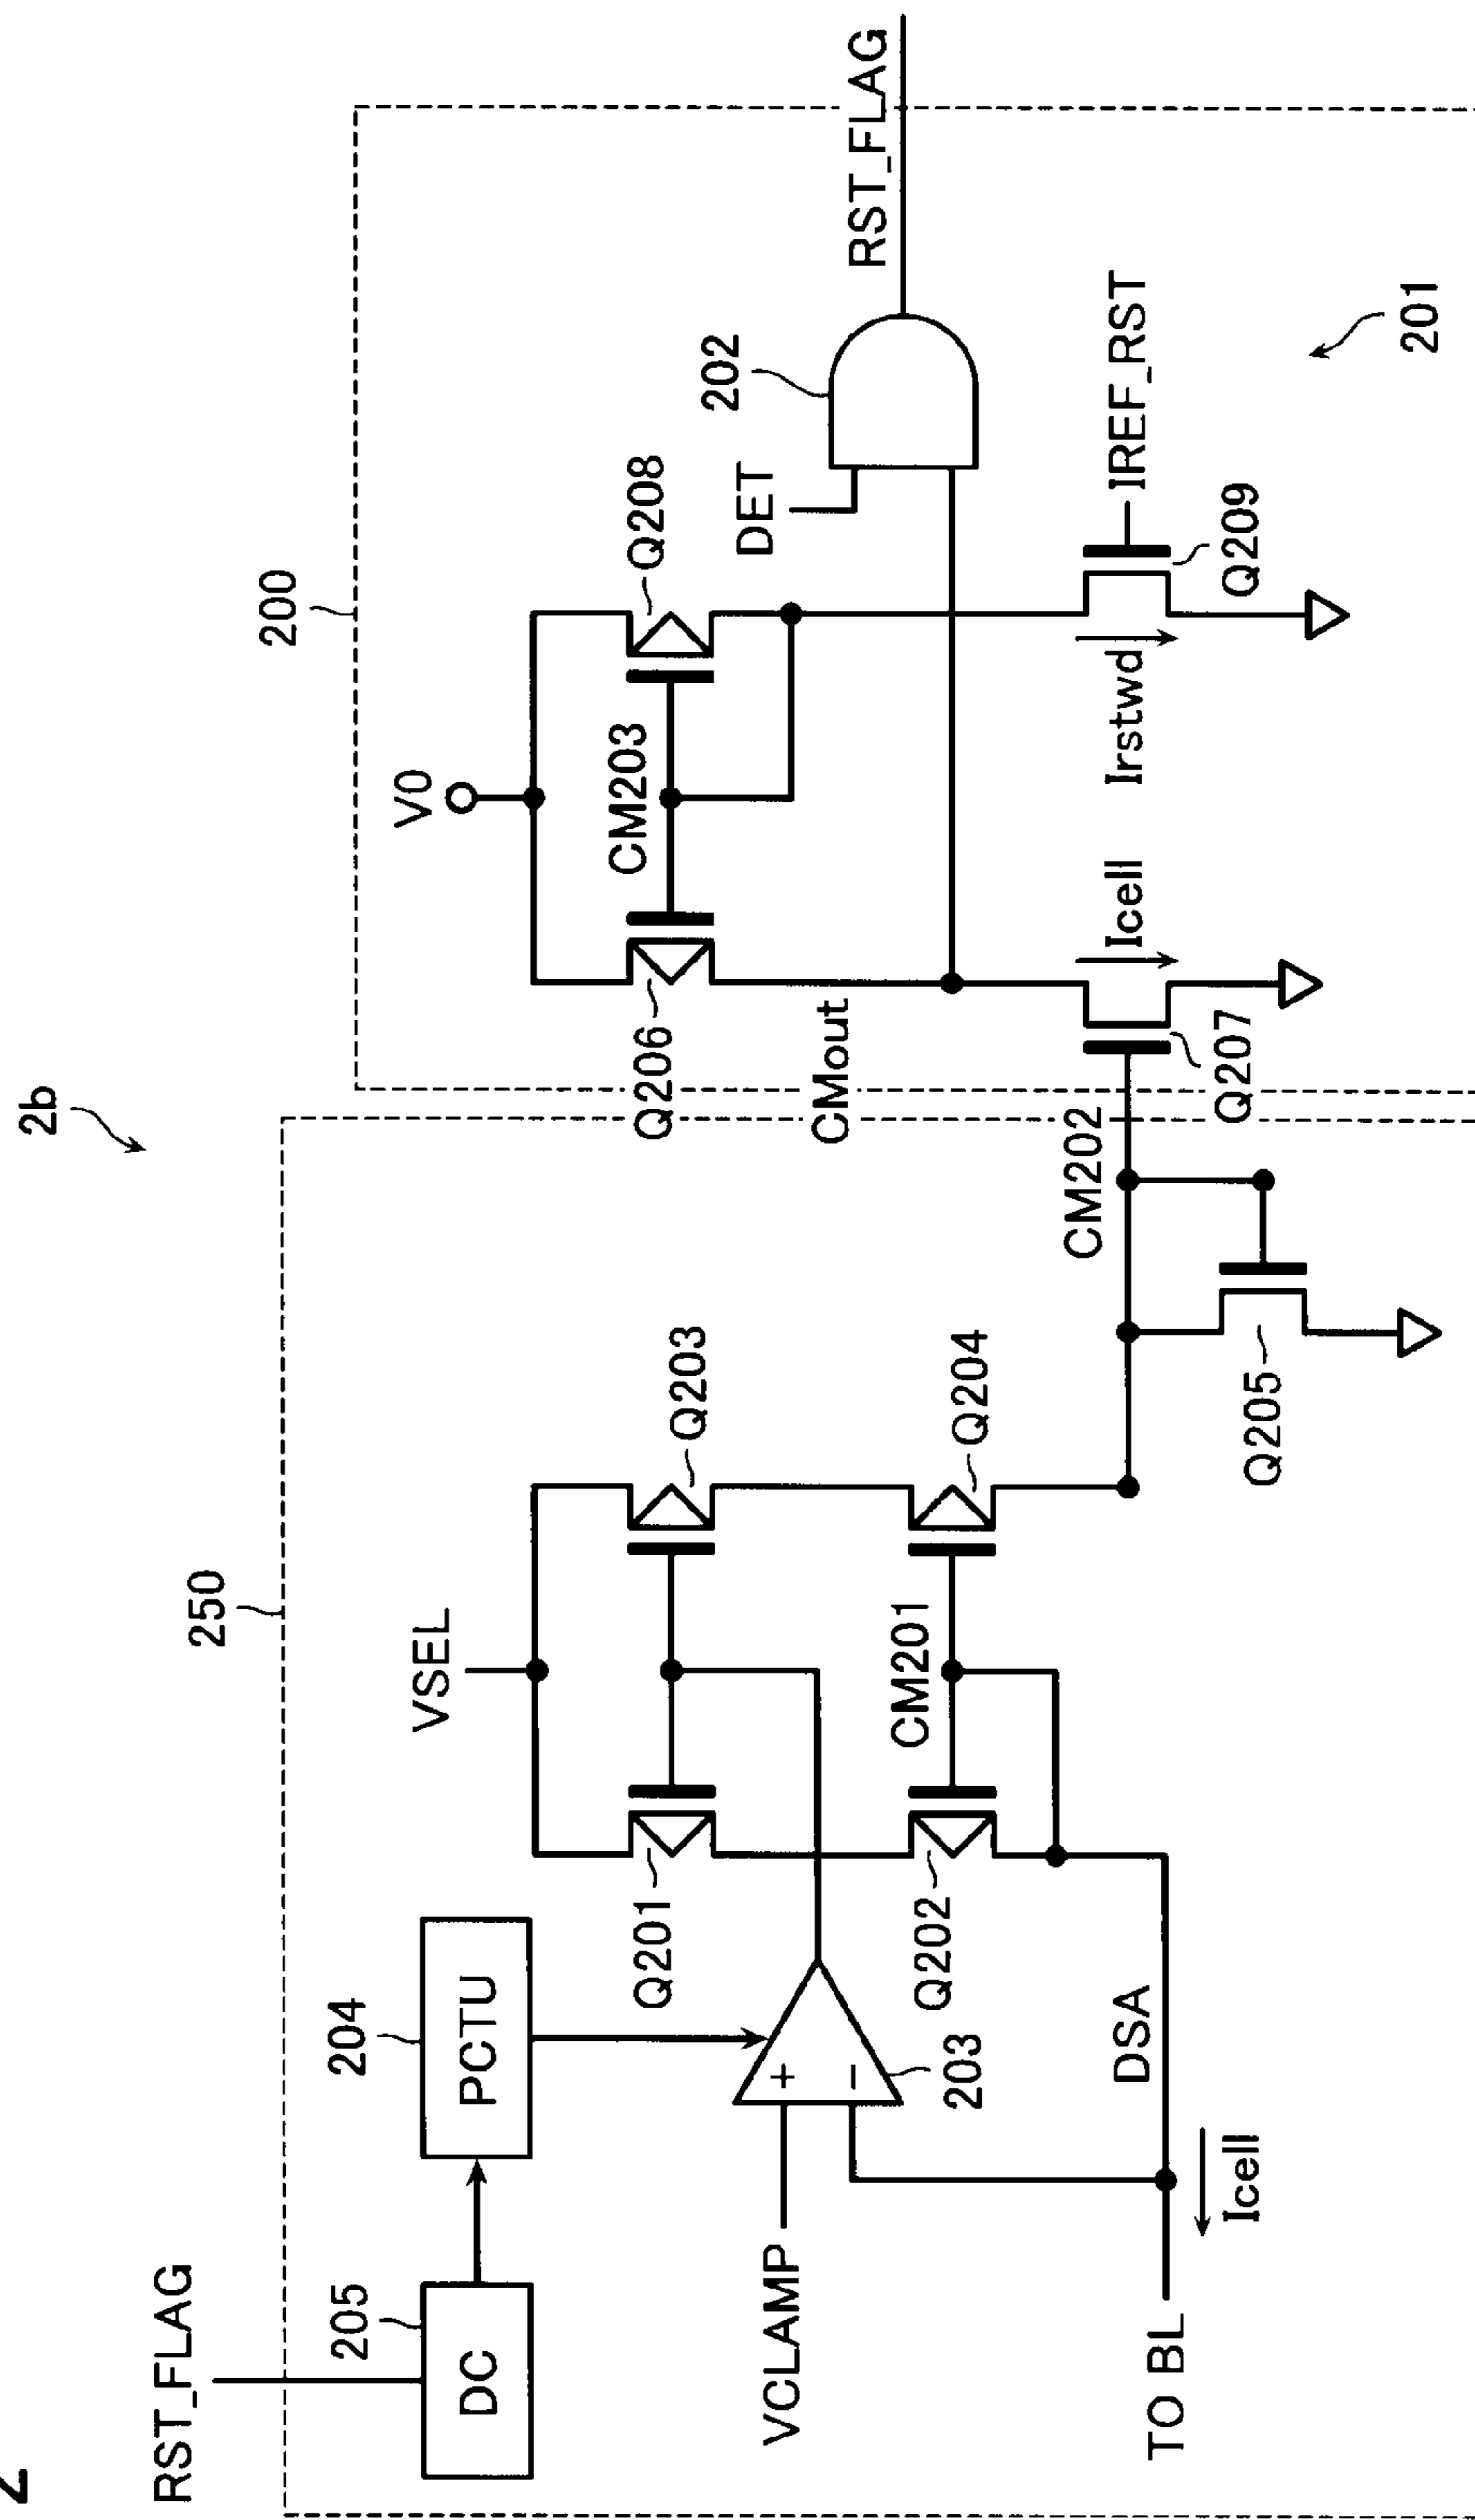 2
2b
RST_FLAG
250
200
205
DC
204
PCTU
VSEL
V0
Q201
Q203
Q206
CM203
Q208
DET
202
RST_FLAG
VCLAMP
+
−
203
Q202
CM201
Q204
CMout
DSA
CM202
Icell
Irstwd
IREF_RST
TO BL
Icell
Q205
Q207
Q209
201